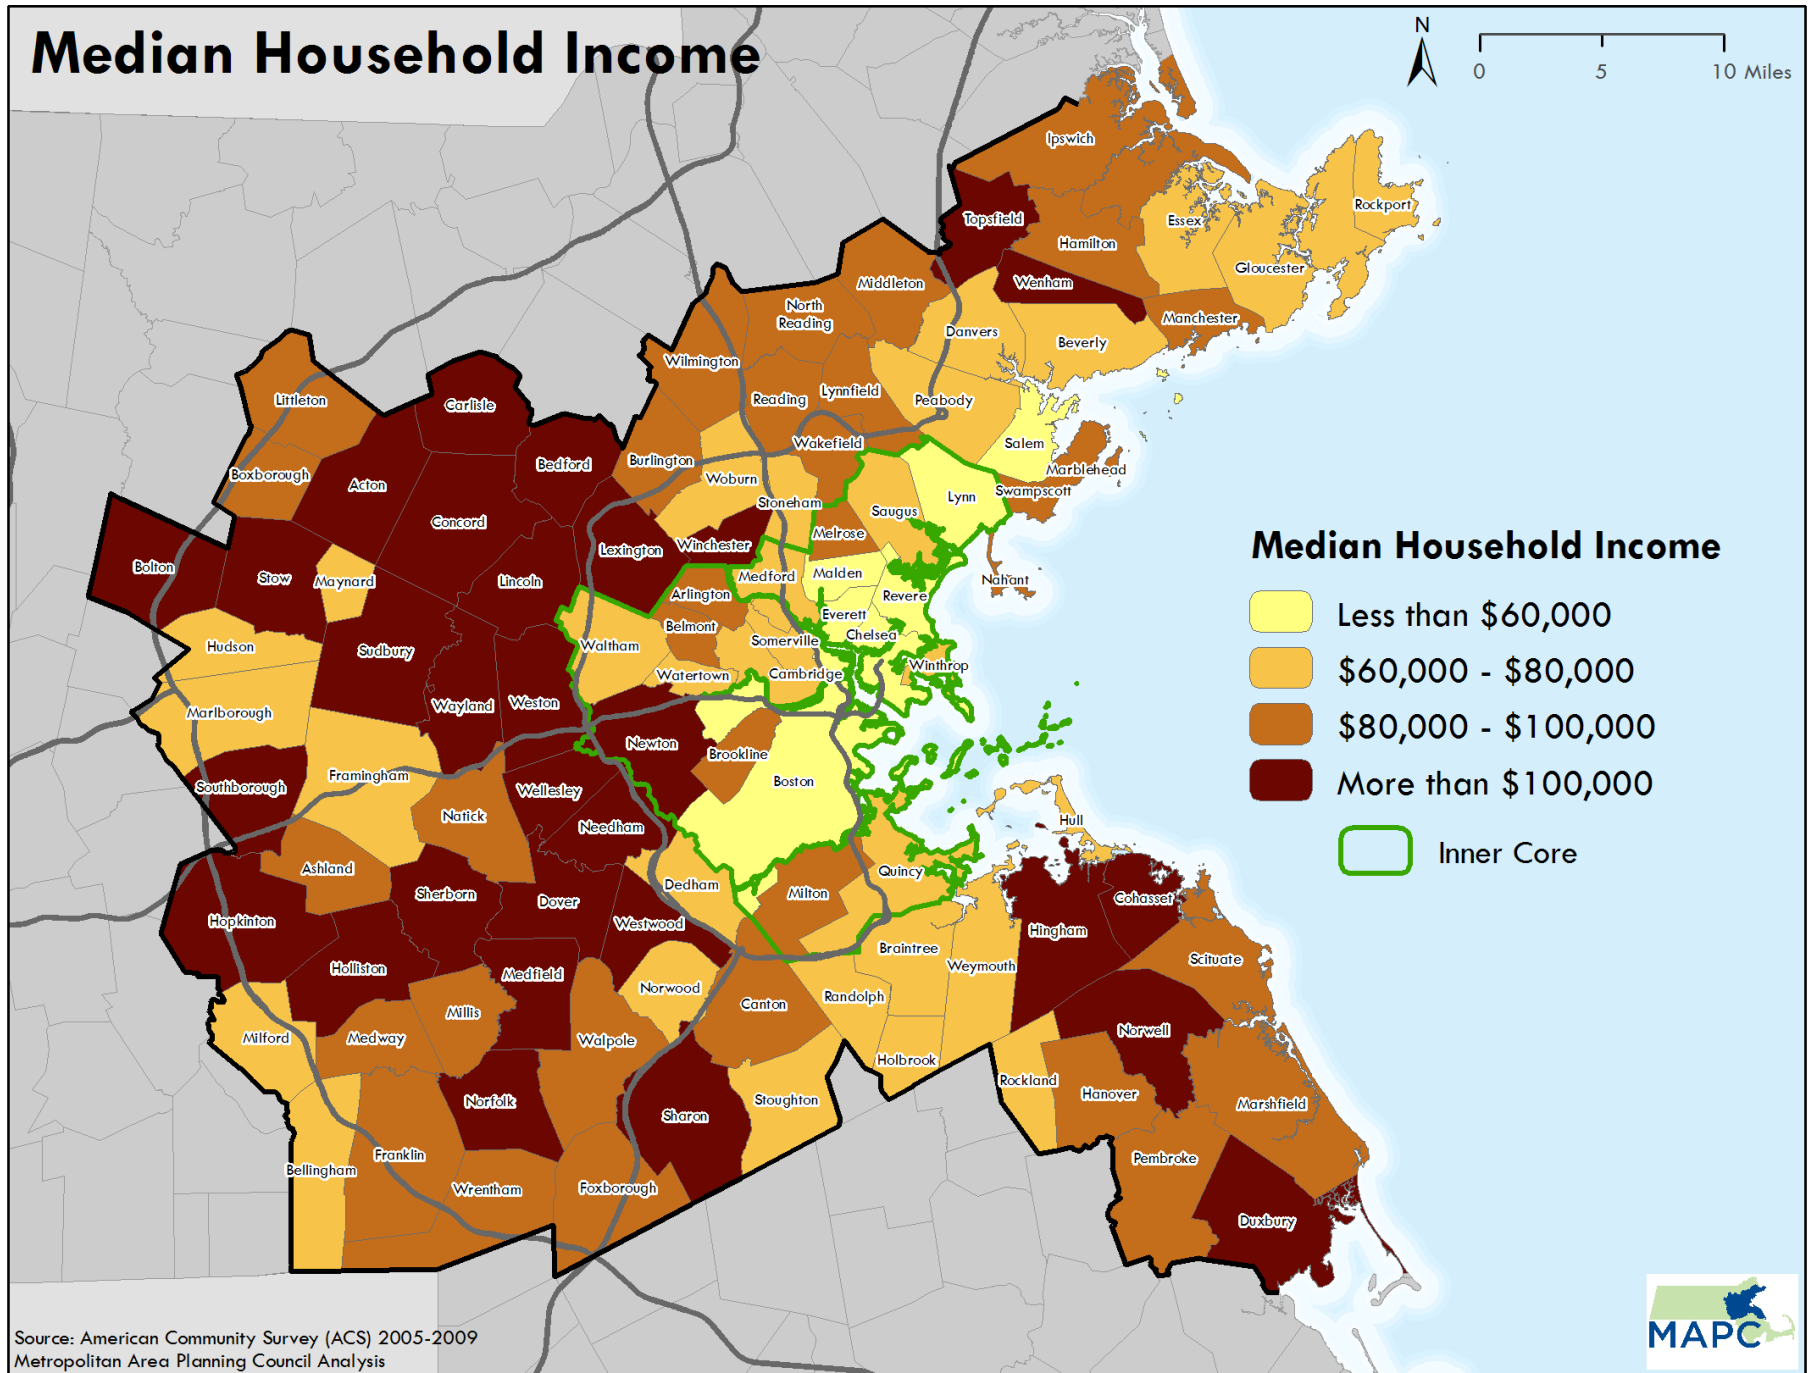 Median Household Income
N
0 5 10 Miles
Ipswich
Rockport
Topsfield
Essex
Hamilton
Gloucester
Middleton
Wenham
North
Reading
Manchester
Danvers
Beverly
Wilmington
Lynnfield
Reading
Peabody
Littleton
Carlisle
Wakefield
Salem
Burlington
Bedford
Marblehead
Boxborough
Woburn
Acton
Swampscott
Lynn
Stoneham
Saugus
Concord
Melrose
Winchester
Lexington
Bolton
Stow
Maynard
Lincoln
Medford
Malden
Nahant
Arlington
Revere
Everett
Belmont
Chelsea
Somerville
Hudson
Waltham
Sudbury
Winthrop
Watertown
Cambridge
Weston
Wayland
Marlborough
Newton
Brookline
Framingham
Boston
Southborough
Wellesley
Natick
Hull
Needham
Ashland
Quincy
Dedham
Sherborn
Milton
Cohasset
Dover
Hopkinton
Westwood
Hingham
Braintree
Scituate
Weymouth
Holliston
Medfield
Norwood
Randolph
Canton
Millis
Norwell
Milford
Medway
Walpole
Holbrook
Rockland
Hanover
Stoughton
Norfolk
Marshfield
Sharon
Franklin
Pembroke
Bellingham
Wrentham
Foxborough
Duxbury
Median Household Income
Less than $60,000
$60,000 - $80,000
$80,000 - $100,000
More than $100,000
Inner Core
Source: American Community Survey (ACS) 2005-2009
Metropolitan Area Planning Council Analysis
MAPC